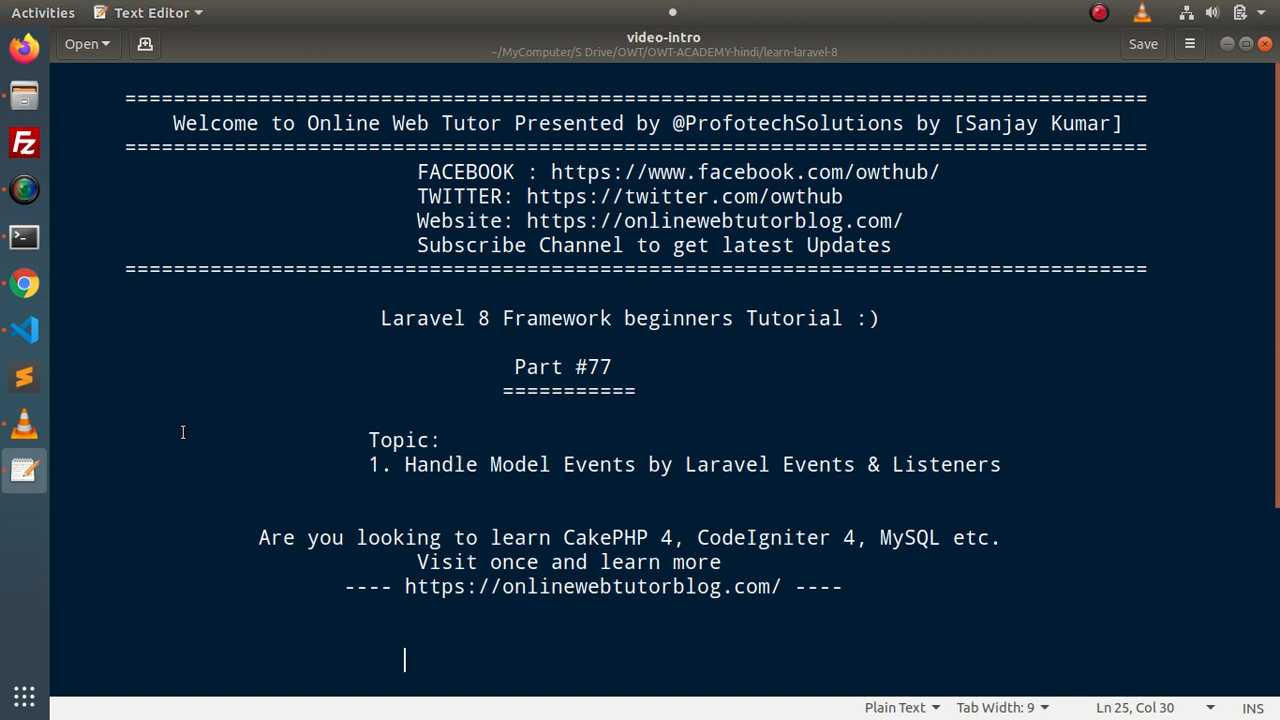 Activities Text Editor
Open video-intro Save
~/MyComputer/S Drive/OWT/OWT-ACADEMY-hindi/learn-laravel-8
====================================================================================
Welcome to Online Web Tutor Presented by @ProfotechSolutions by [Sanjay Kumar]
====================================================================================
FACEBOOK : https://www.facebook.com/owthub/
TWITTER: https://twitter.com/owthub
Website: https://onlinewebtutorblog.com/
Subscribe Channel to get latest Updates
====================================================================================
Laravel 8 Framework beginners Tutorial :)
Part #77
===========
Topic:
1. Handle Model Events by Laravel Events & Listeners
Are you looking to learn CakePHP 4, CodeIgniter 4, MySQL etc.
Visit once and learn more
---- https://onlinewebtutorblog.com/ ----
Plain Text Tab Width: 9 Ln 25, Col 30 INS